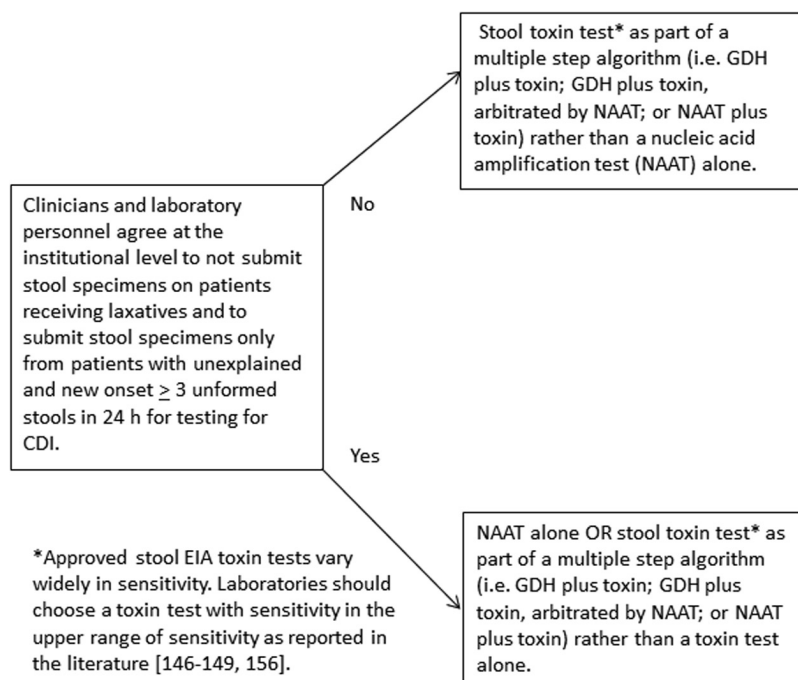 Stool toxin test* as part of a
multiple step algorithm (i.e. GDH
plus toxin; GDH plus toxin,
arbitrated by NAAT; or NAAT plus
toxin) rather than a nucleic acid
amplification test (NAAT) alone.
No
Clinicians and laboratory
personnel agree at the
institutional level to not submit
stool specimens on patients
receiving laxatives and to
submit stool specimens only
from patients with unexplained
and new onset ≥ 3 unformed
stools in 24 h for testing for
CDI.
Yes
NAAT alone OR stool toxin test* as
part of a multiple step algorithm
(i.e. GDH plus toxin; GDH plus
toxin, arbitrated by NAAT; or NAAT
plus toxin) rather than a toxin test
alone.
*Approved stool EIA toxin tests vary
widely in sensitivity. Laboratories should
choose a toxin test with sensitivity in the
upper range of sensitivity as reported in
the literature [146-149, 156].